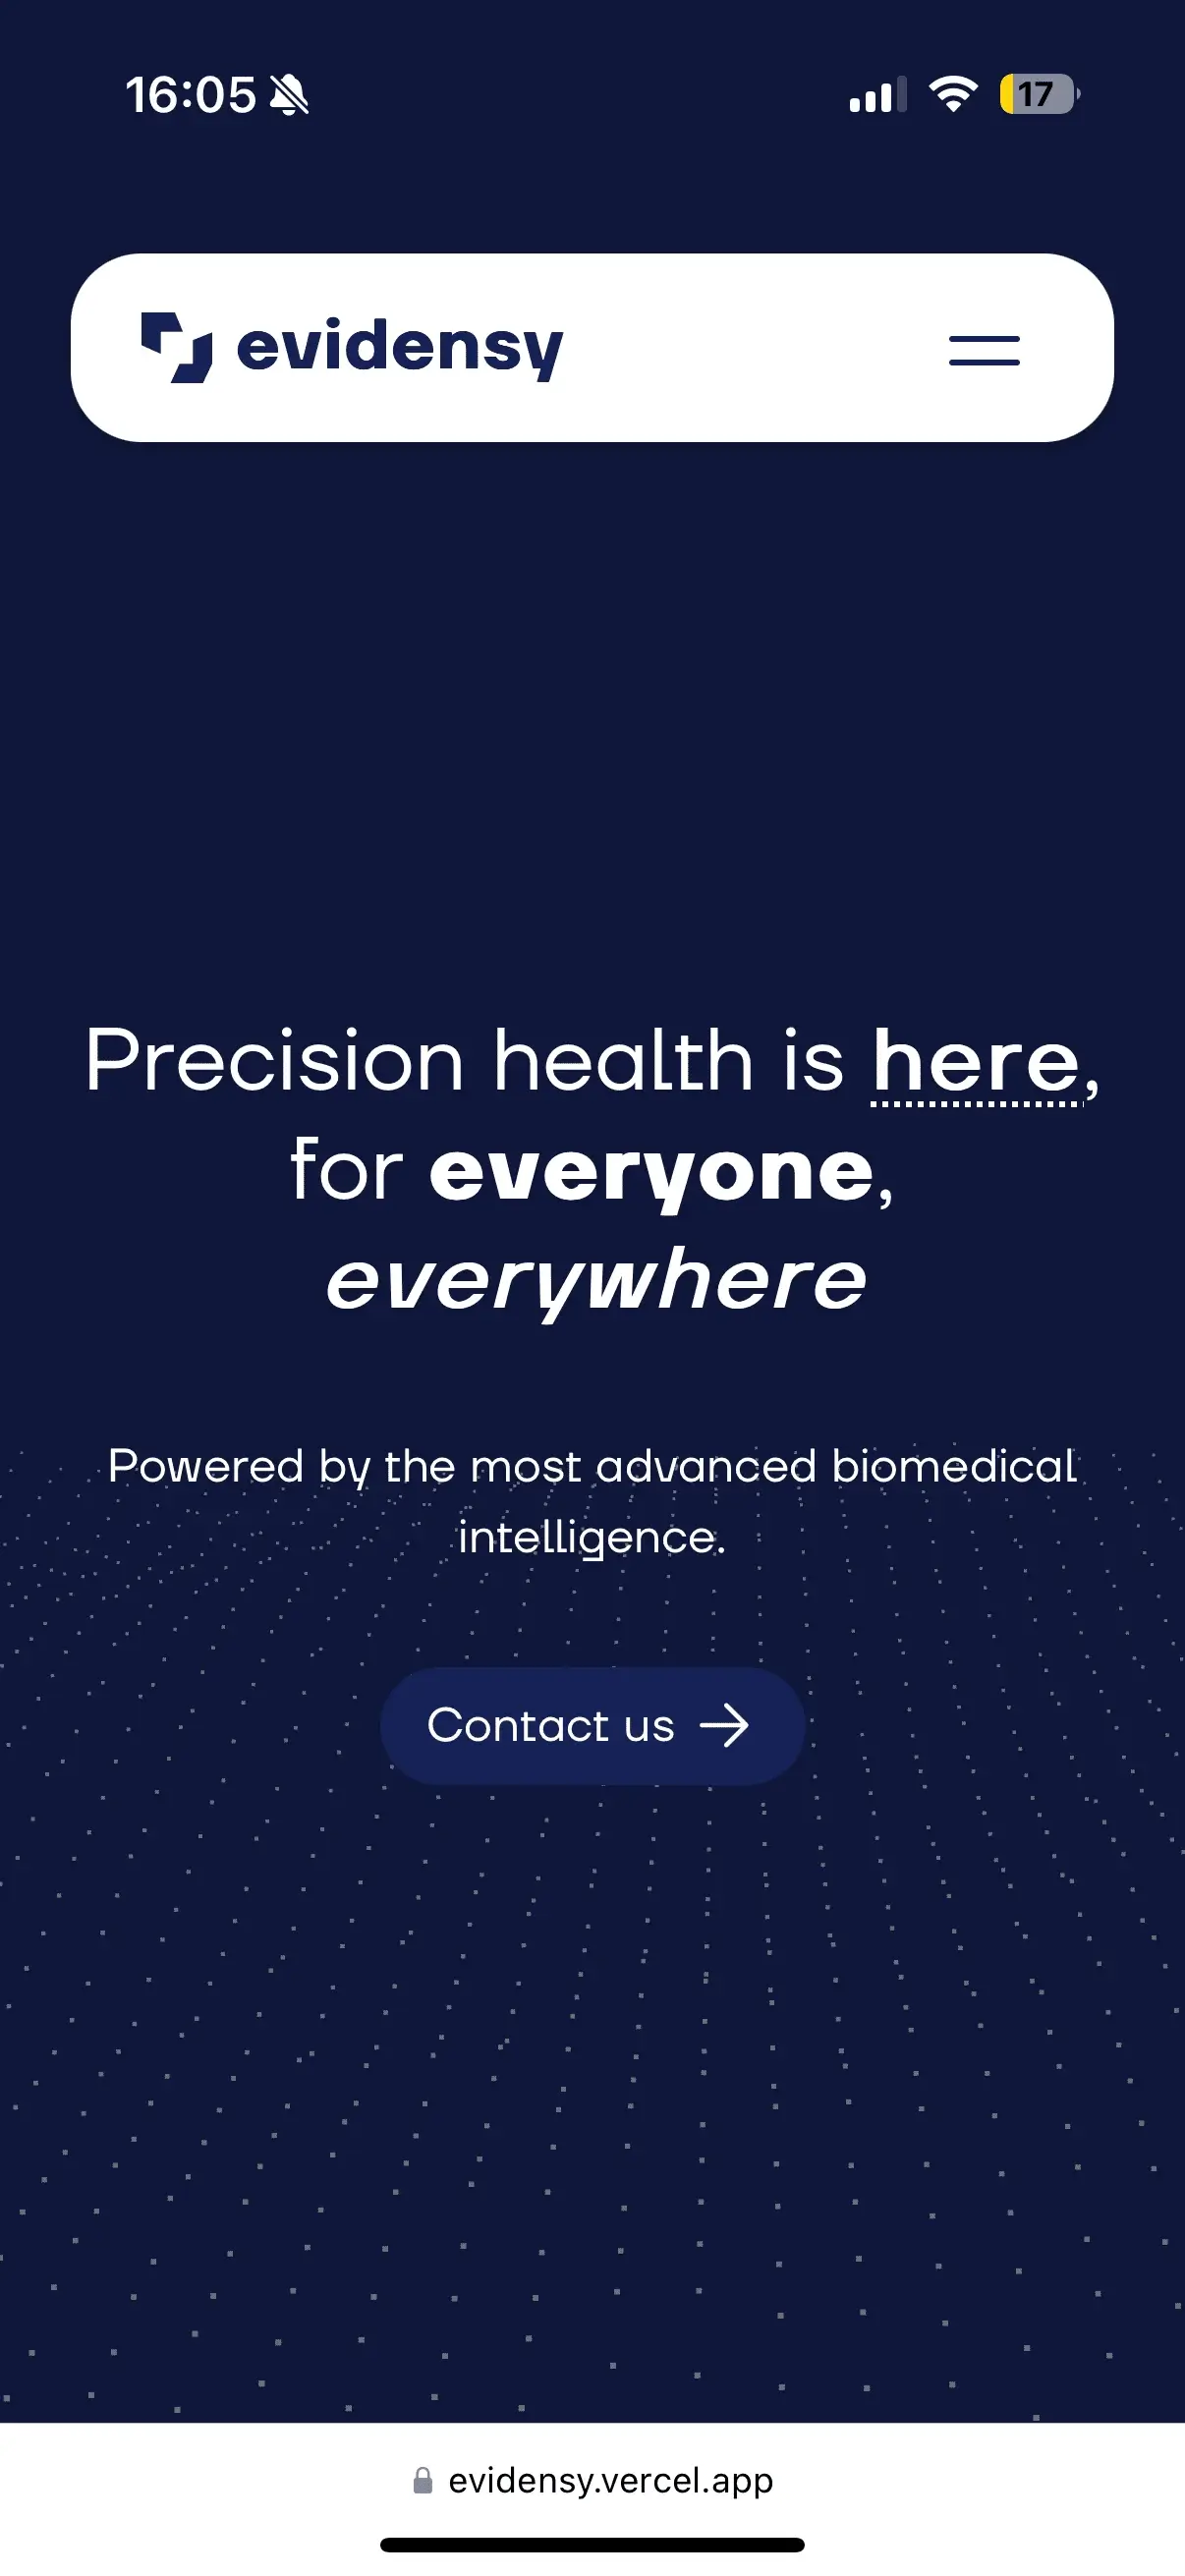 16:05
17
evidensy
Precision health is here,
for everyone,
everywhere
Powered by the most advanced biomedical
intelligence.
Contact us →
evidensy.vercel.app